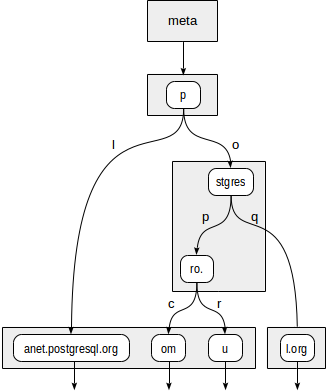 meta
p
l
o
stgres
p
q
ro.
c
r
anet.postgresql.org
om
u
l.org